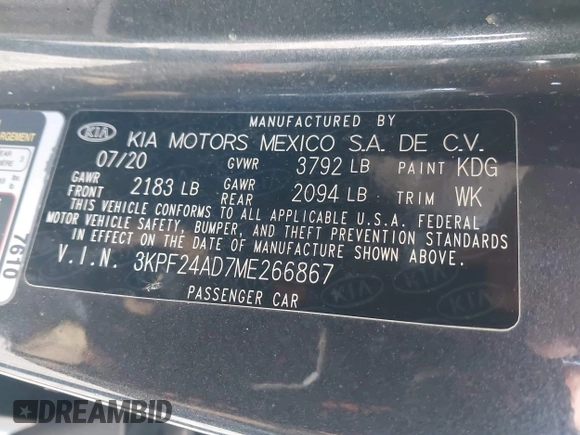 MANUFACTURED BY
KIA KIA MOTORS MEXICO S.A. DE C.V.
07/20 GVWR 3792 LB PAINT KDG
GAWR FRONT 2183 LB GAWR REAR 2094 LB TRIM WK
THIS VEHICLE CONFORMS TO ALL APPLICABLE U.S.A. FEDERAL
MOTOR VEHICLE SAFETY, BUMPER, AND THEFT PREVENTION STANDARDS
IN EFFECT ON THE DATE OF MANUFACTURE SHOWN ABOVE.
V.I.N. 3KPF24AD7ME266867
PASSENGER CAR
7610
DREAMBID